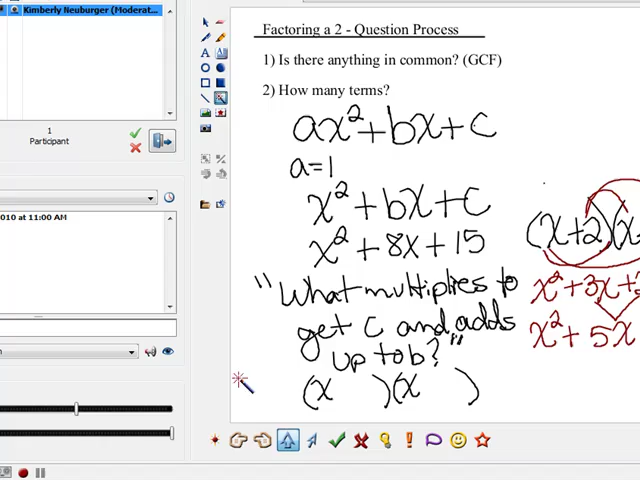 Kimberly Neuburger (Moderat...
1
Participant
2010 at 11:00 AM
Factoring a 2 - Question Process
1) Is there anything in common? (GCF)
2) How many terms?
ax²+bx+c
a=1
x²+bx+c
x²+8x+15
"What multiplies to
get c and adds
up to b?"
(x )(x )
(x+2)(x
x²+3x+2
x²+5x